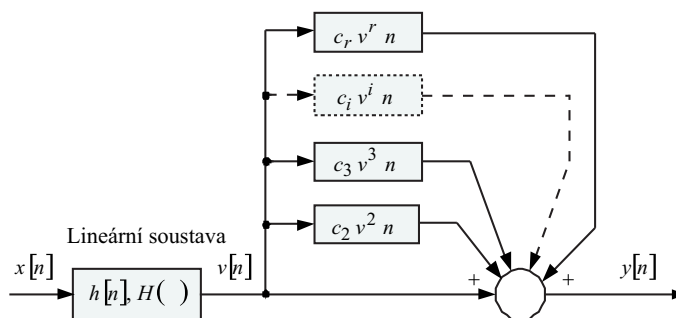 c_r v^r n
c_i v^i n
c_3 v^3 n
c_2 v^2 n
Lineární soustava
x[n]
h[n], H( )
v[n]
+
+
y[n]